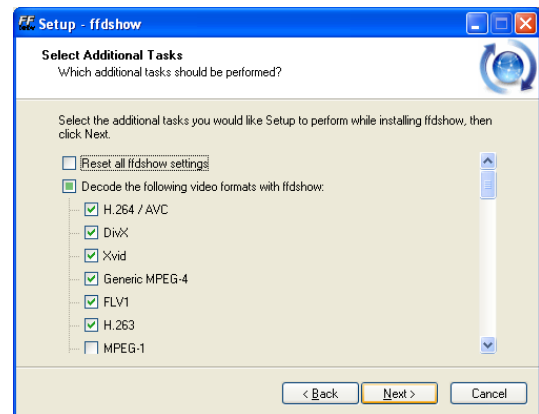 Setup - ffdshow
Select Additional Tasks
Which additional tasks should be performed?
Select the additional tasks you would like Setup to perform while installing ffdshow, then
click Next.
Reset all ffdshow settings
Decode the following video formats with ffdshow:
H.264 / AVC
DivX
Xvid
Generic MPEG-4
FLV1
H.263
MPEG-1
< Back
Next >
Cancel